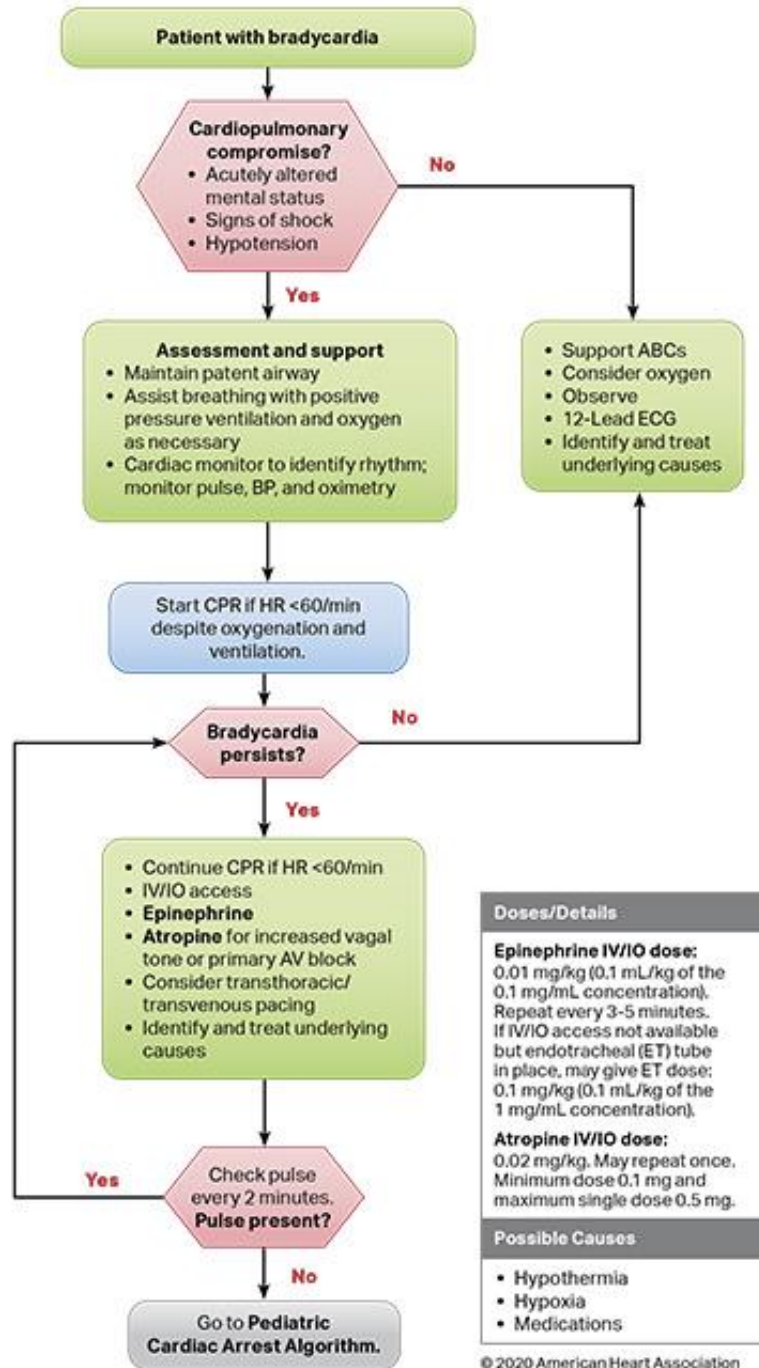 Patient with bradycardia
Cardiopulmonary
compromise?
• Acutely altered
mental status
• Signs of shock
• Hypotension
No
Yes
Assessment and support
• Maintain patent airway
• Assist breathing with positive
pressure ventilation and oxygen
as necessary
• Cardiac monitor to identify rhythm;
monitor pulse, BP, and oximetry
• Support ABCs
• Consider oxygen
• Observe
• 12-Lead ECG
• Identify and treat
underlying causes
Start CPR if HR <60/min
despite oxygenation and
ventilation.
Bradycardia
persists?
No
Yes
• Continue CPR if HR <60/min
• IV/IO access
• Epinephrine
• Atropine for increased vagal
tone or primary AV block
• Consider transthoracic/
transvenous pacing
• Identify and treat underlying
causes
Check pulse
every 2 minutes.
Pulse present?
Yes
No
Go to Pediatric
Cardiac Arrest Algorithm.
Doses/Details
Epinephrine IV/IO dose:
0.01 mg/kg (0.1 mL/kg of the
0.1 mg/mL concentration).
Repeat every 3-5 minutes.
If IV/IO access not available
but endotracheal (ET) tube
in place, may give ET dose:
0.1 mg/kg (0.1 mL/kg of the
1 mg/mL concentration).
Atropine IV/IO dose:
0.02 mg/kg. May repeat once.
Minimum dose 0.1 mg and
maximum single dose 0.5 mg.
Possible Causes
• Hypothermia
• Hypoxia
• Medications
© 2020 American Heart Association